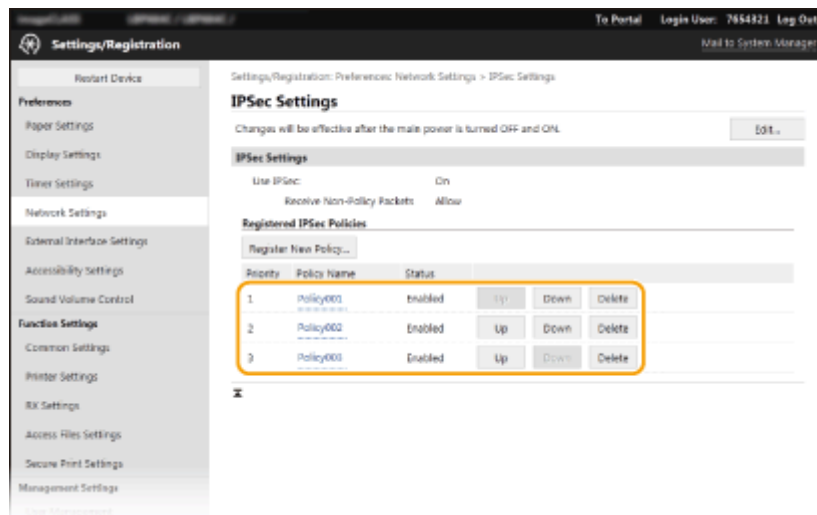 To Portal Login User: 7654321 Log Out
Settings/Registration
Mail to System Manager
Restart Device
Preferences
Paper Settings
Display Settings
Timer Settings
Network Settings
External Interface Settings
Accessibility Settings
Sound Volume Control
Function Settings
Common Settings
Printer Settings
RX Settings
Access Files Settings
Secure Print Settings
Management Settings
User Management
Settings/Registration: Preferences: Network Settings > IPSec Settings
IPSec Settings
Changes will be effective after the main power is turned OFF and ON.
Edit...
IPSec Settings
Use IPSec: On
Receive Non-Policy Packets Allow
Registered IPSec Policies
Register New Policy...
Priority Policy Name Status
1 Policy001 Enabled Up Down Delete
2 Policy002 Enabled Up Down Delete
3 Policy003 Enabled Up Down Delete